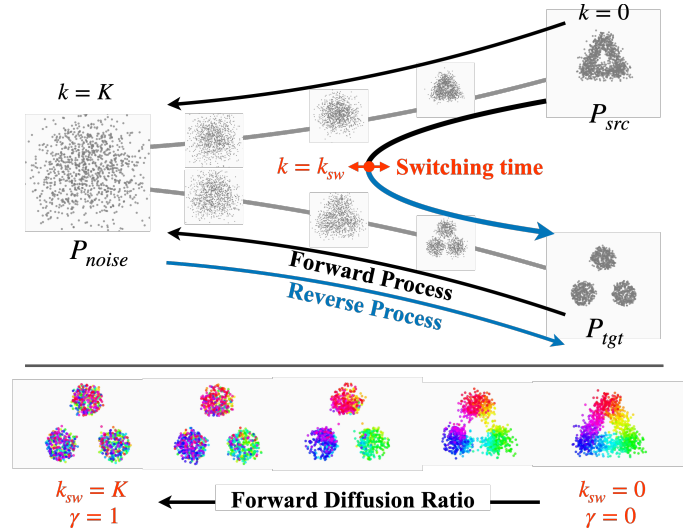 k = 0
k = K
P_src
k = k_sw
Switching time
P_noise
Forward Process
Reverse Process
P_tgt
k_sw = K
Forward Diffusion Ratio
k_sw = 0
γ = 1
γ = 0